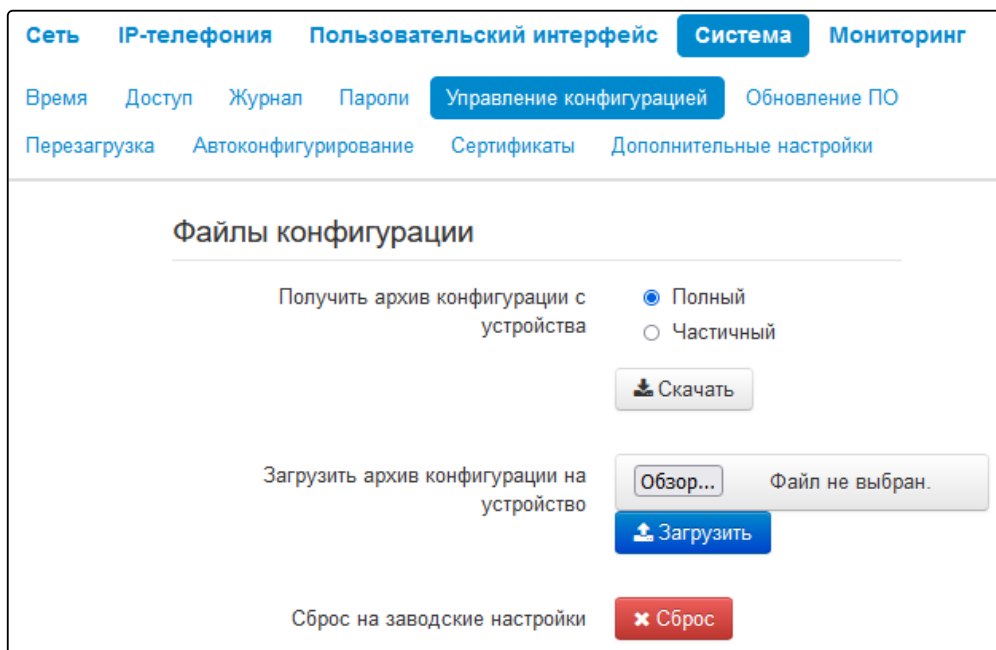 Сеть IP-телефония Пользовательский интерфейс Система Мониторинг
Время Доступ Журнал Пароли Управление конфигурацией Обновление ПО
Перезагрузка Автоконфигурирование Сертификаты Дополнительные настройки
Файлы конфигурации
Получить архив конфигурации с устройства
Полный
Частичный
Скачать
Загрузить архив конфигурации на устройство
Обзор... Файл не выбран.
Загрузить
Сброс на заводские настройки Сброс